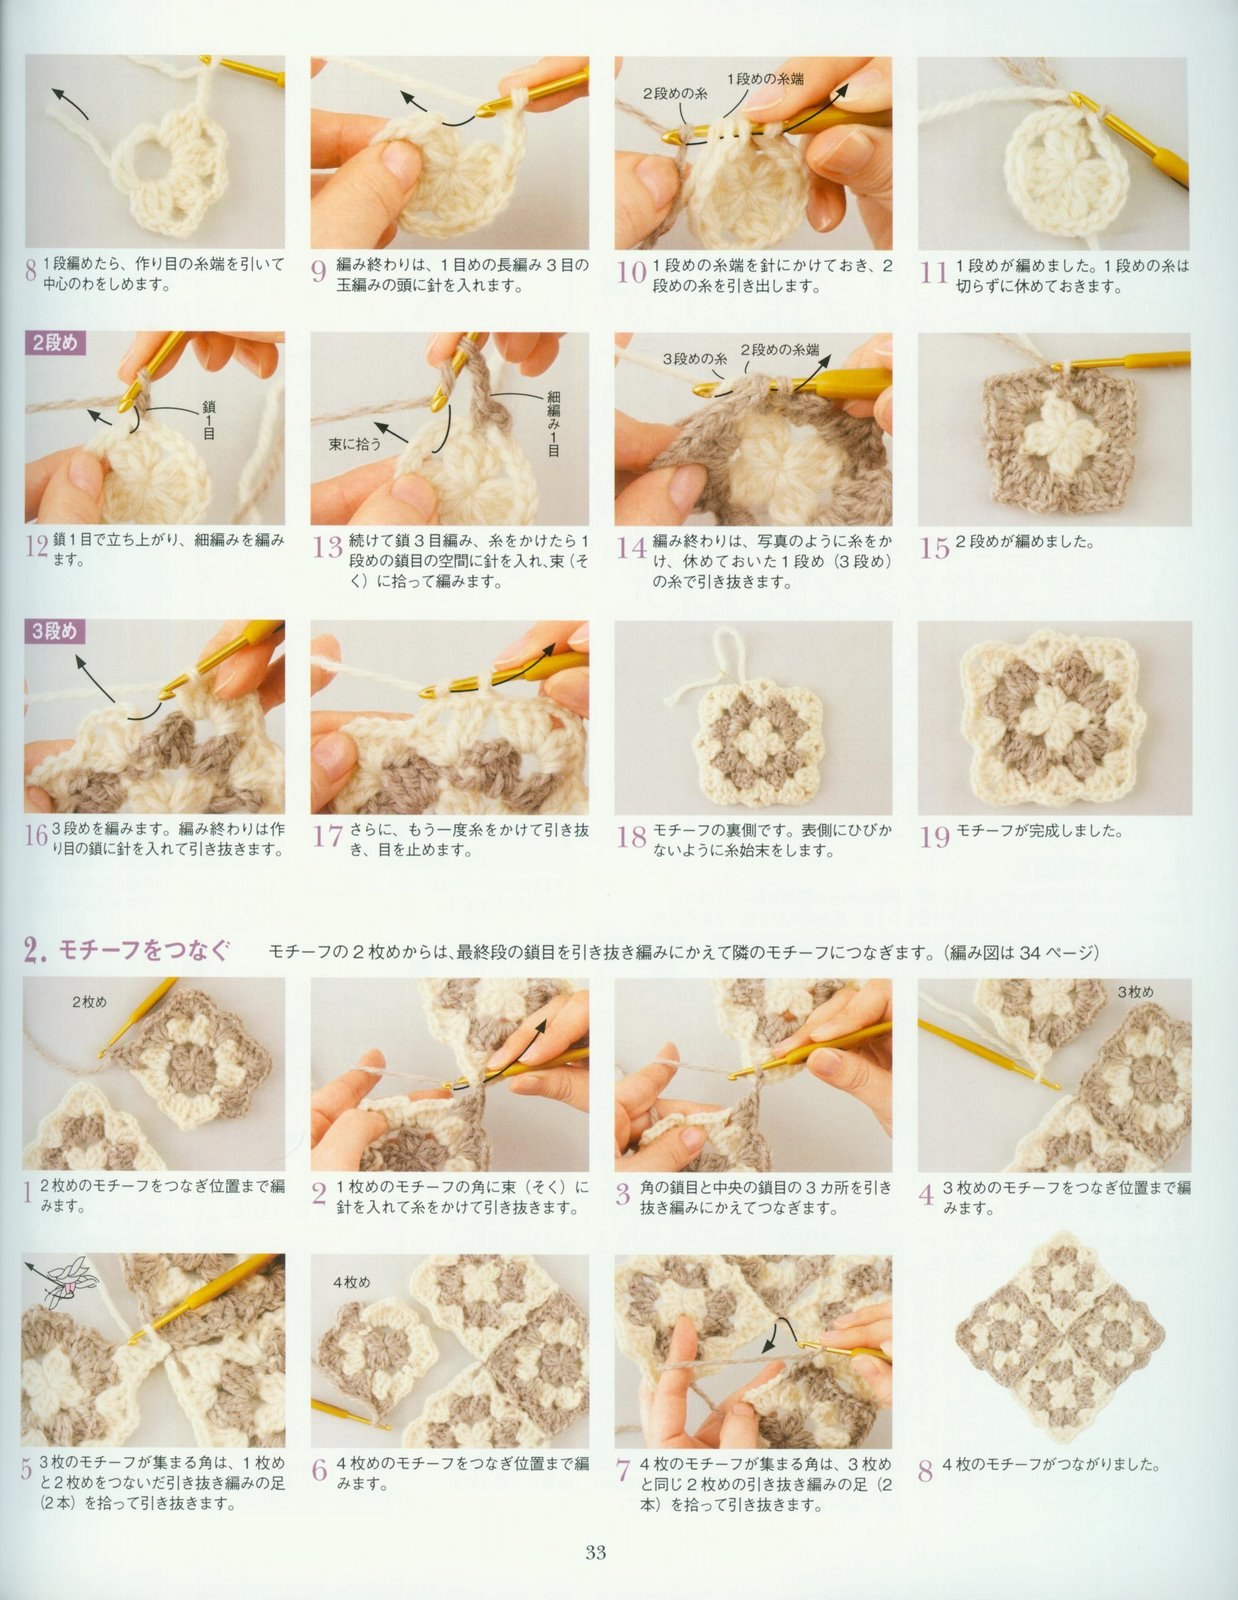 8 1段編めたら、作り目の糸端を引いて
中心のわをしめます。
9 編み終わりは、1目めの長編み3目の
玉編みの頭に針を入れます。
2段めの糸
1段めの糸端
10 1段めの糸端を針にかけておき、2
段めの糸を引き出します。
11 1段めが編めました。1段めの糸は
切らずに休めておきます。
2段め
鎖1目
12 鎖1目で立ち上がり、細編みを編み
ます。
束に拾う
細編み1目
13 続けて鎖3目編み、糸をかけたら1
段めの鎖目の空間に針を入れ、束（そ
く）に拾って編みます。
3段めの糸
2段めの糸端
14 編み終わりは、写真のように糸をか
け、休めておいた1段め（3段め）
の糸で引き抜きます。
15 2段めが編めました。
3段め
16 3段めを編みます。編み終わりは作
り目の鎖に針を入れて引き抜きます。
17 さらに、もう一度糸をかけて引き抜
き、目を止めます。
18 モチーフの裏側です。表側にひびか
ないように糸始末をします。
19 モチーフが完成しました。
2. モチーフをつなぐ
モチーフの2枚めからは、最終段の鎖目を引き抜き編みにかえて隣のモチーフにつなぎます。（編み図は34ページ）
2枚め
1 2枚めのモチーフをつなぎ位置まで編
みます。
2 1枚めのモチーフの角に束（そく）に
針を入れて糸をかけて引き抜きます。
3 角の鎖目と中央の鎖目の3カ所を引き
抜き編みにかえてつなぎます。
3枚め
4 3枚めのモチーフをつなぎ位置まで編
みます。
5 3枚のモチーフが集まる角は、1枚め
と2枚めをつないだ引き抜き編みの足
（2本）を拾って引き抜きます。
4枚め
6 4枚めのモチーフをつなぎ位置まで編
みます。
7 4枚のモチーフが集まる角は、3枚め
と同じ2枚めの引き抜き編みの足（2
本）を拾って引き抜きます。
8 4枚のモチーフがつながりました。
33